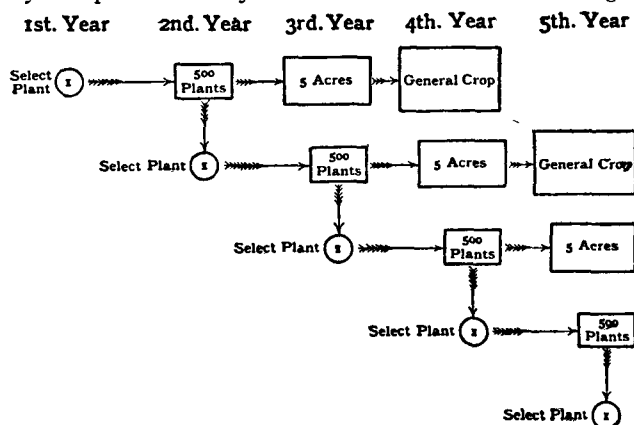 1st. Year 2nd. Year 3rd. Year 4th. Year 5th. Year
Select
Plant 1 500
Plants 5 Acres General Crop
Select Plant 1 500
Plants 5 Acres General Crop
Select Plant 1 500
Plants 5 Acres
Select Plant 1 500
Plants
Select Plant 1